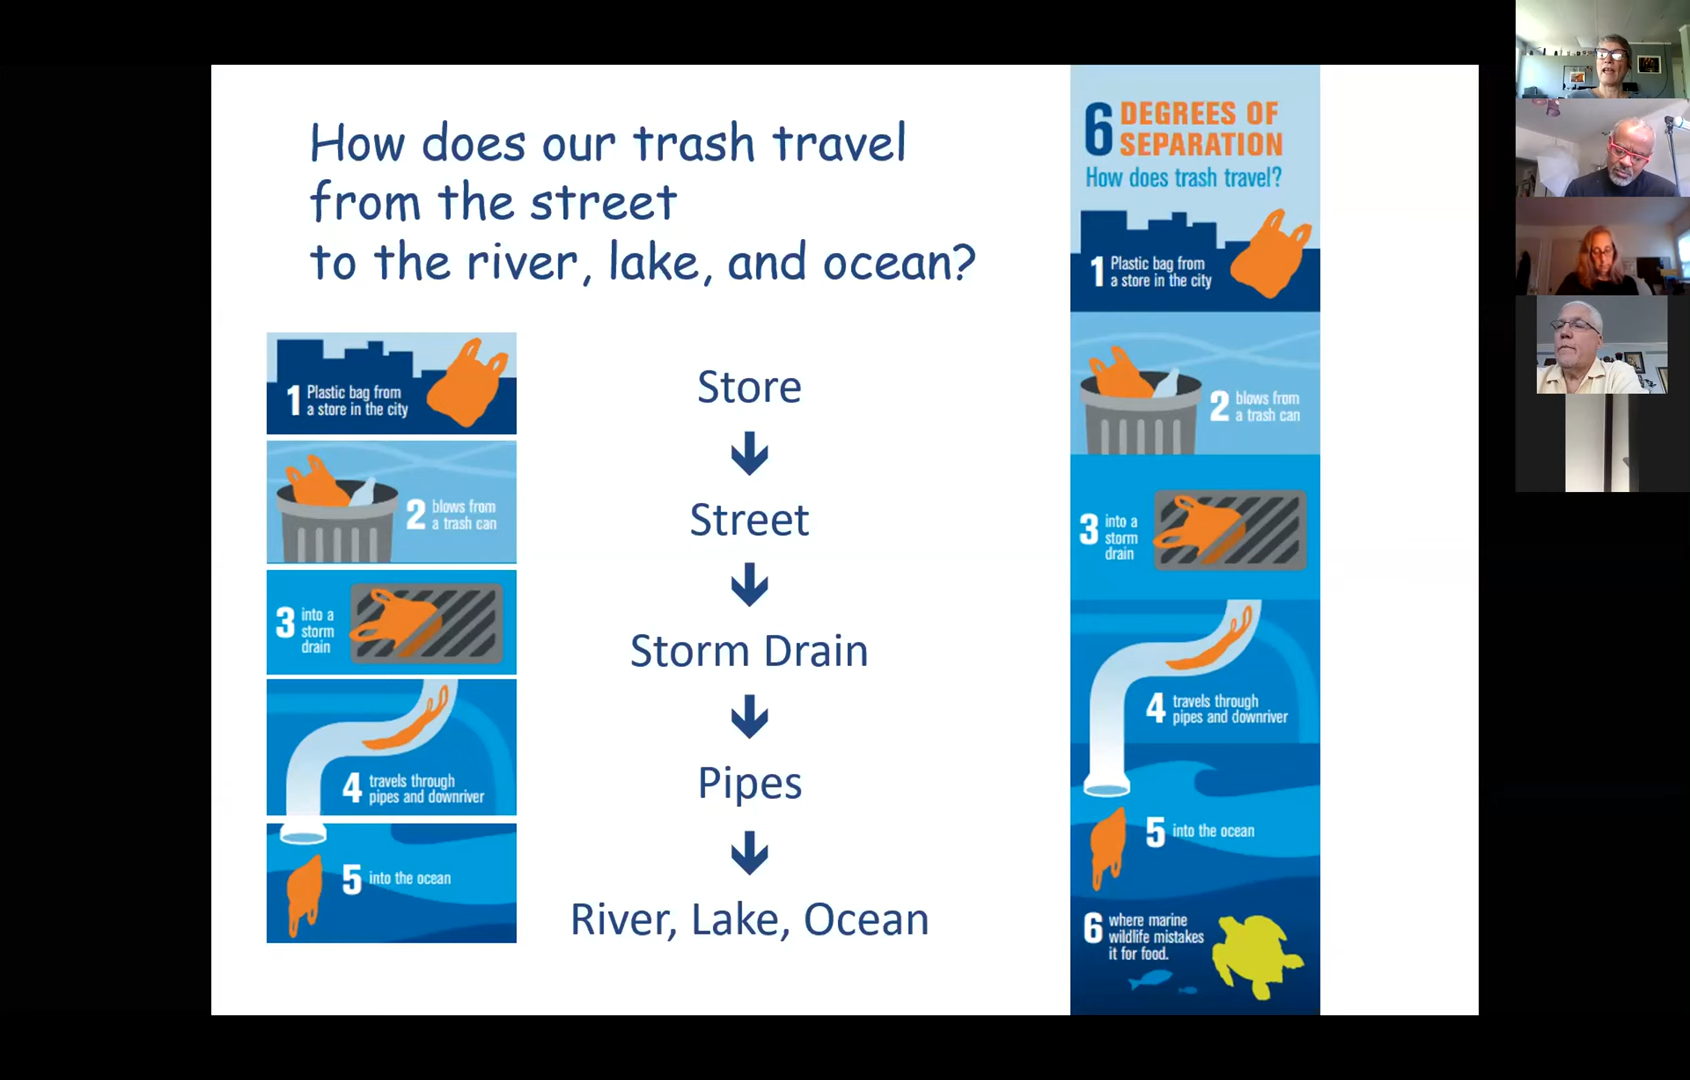 How does our trash travel
from the street
to the river, lake, and ocean?
1 Plastic bag from
a store in the city
2 blows from
a trash can
3 into a
storm
drain
4 travels through
pipes and downriver
5 into the ocean
Store
Street
Storm Drain
Pipes
River, Lake, Ocean
6 DEGREES OF
SEPARATION
How does trash travel?
1 Plastic bag from
a store in the city
2 blows from
a trash can
3 into a
storm
drain
4 travels through
pipes and downriver
5 into the ocean
6 where marine
wildlife mistakes
it for food.